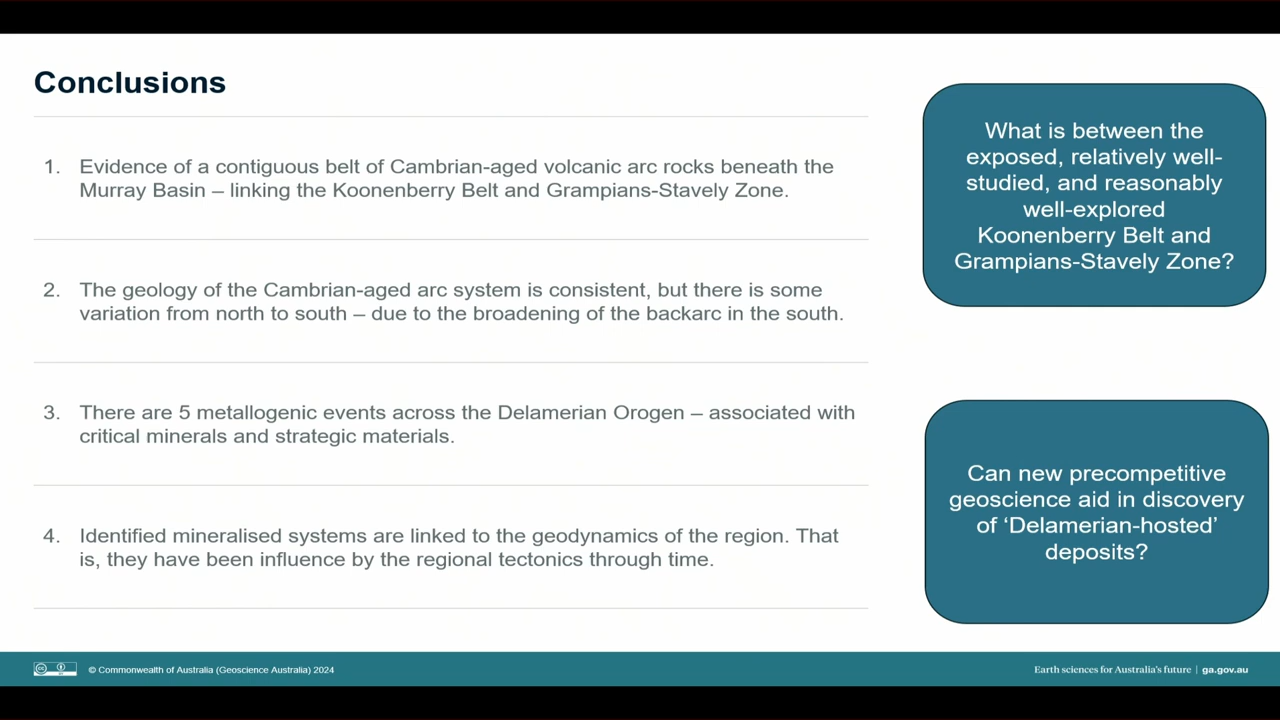 Conclusions
1. Evidence of a contiguous belt of Cambrian-aged volcanic arc rocks beneath the
Murray Basin – linking the Koonenberry Belt and Grampians-Stavely Zone.
2. The geology of the Cambrian-aged arc system is consistent, but there is some
variation from north to south – due to the broadening of the backarc in the south.
3. There are 5 metallogenic events across the Delamerian Orogen – associated with
critical minerals and strategic materials.
4. Identified mineralised systems are linked to the geodynamics of the region. That
is, they have been influence by the regional tectonics through time.
What is between the
exposed, relatively well-
studied, and reasonably
well-explored
Koonenberry Belt and
Grampians-Stavely Zone?
Can new precompetitive
geoscience aid in discovery
of ‘Delamerian-hosted’
deposits?
© Commonwealth of Australia (Geoscience Australia) 2024
Earth sciences for Australia's future | ga.gov.au